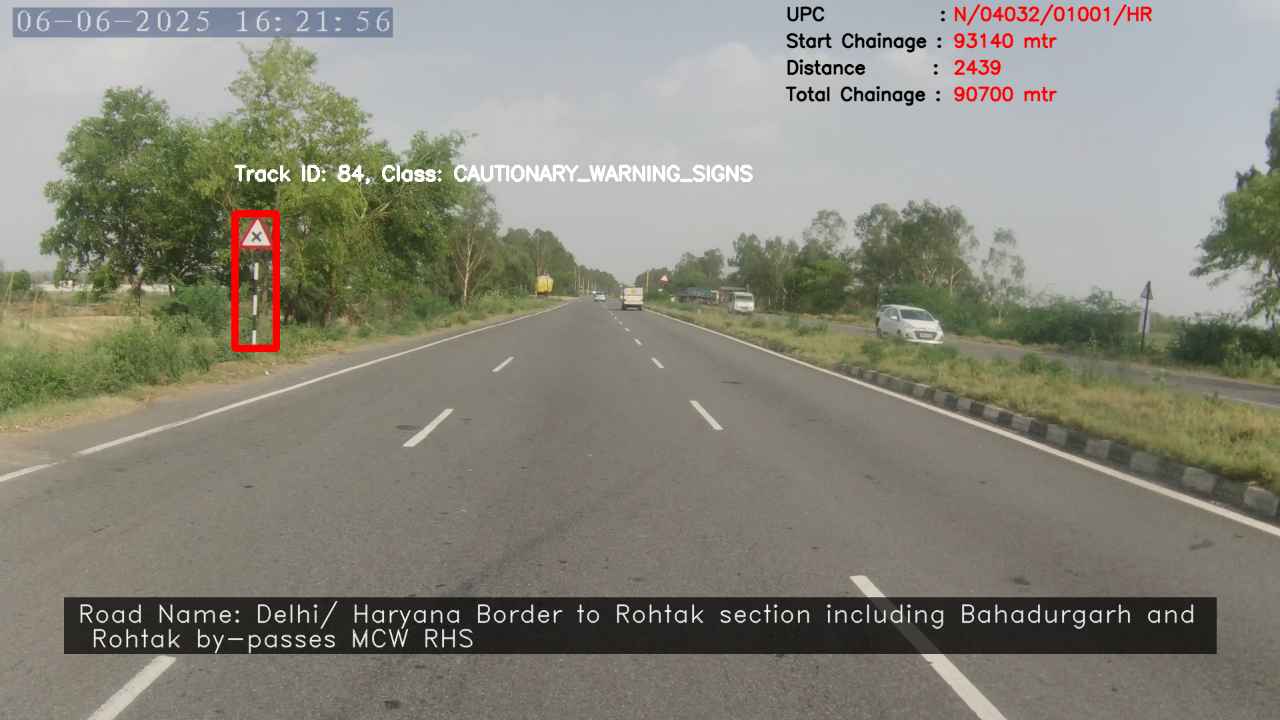 06-06-2025 16:21:56
UPC : N/04032/01001/HR
Start Chainage : 93140 mtr
Distance : 2439
Total Chainage : 90700 mtr
Track ID: 84, Class: CAUTIONARY_WARNING_SIGNS
Road Name: Delhi/ Haryana Border to Rohtak section including Bahadurgarh and
Rohtak by-passes MCW RHS